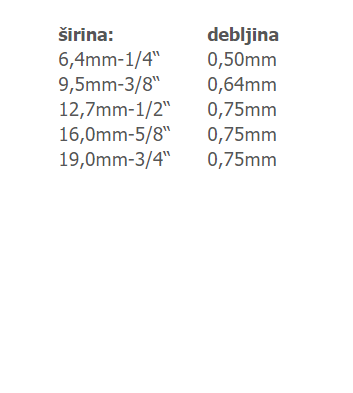 širina: debljina
6,4mm-1/4“ 0,50mm
9,5mm-3/8“ 0,64mm
12,7mm-1/2“ 0,75mm
16,0mm-5/8“ 0,75mm
19,0mm-3/4“ 0,75mm